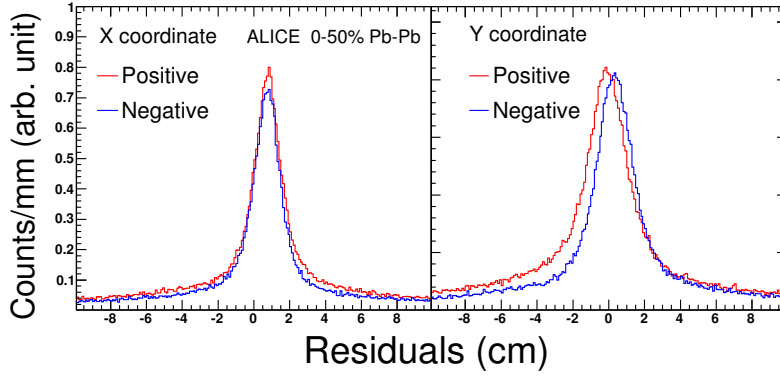 X coordinate ALICE 0-50% Pb-Pb
Positive
Negative
Y coordinate
Positive
Negative
Counts/mm (arb. unit)
1
0.9
0.8
0.7
0.6
0.5
0.4
0.3
0.2
0.1
-8 -6 -4 -2 0 2 4 6 8
-8 -6 -4 -2 0 2 4 6 8 10
Residuals (cm)